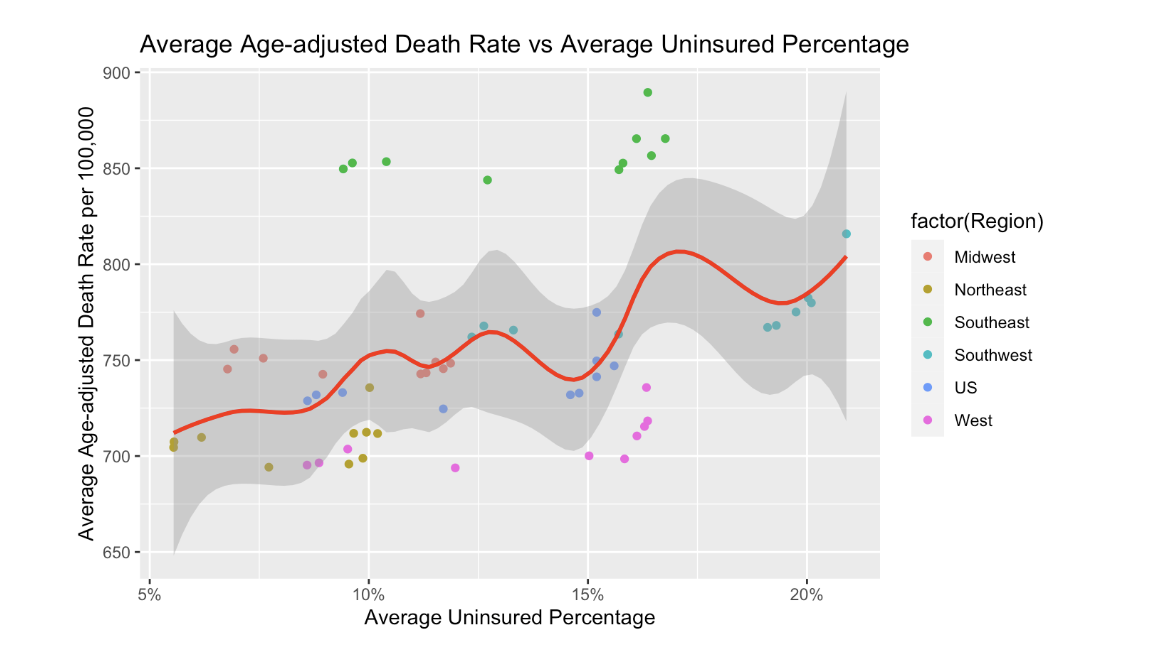 Average Age-adjusted Death Rate vs Average Uninsured Percentage
Average Age-adjusted Death Rate per 100,000
900
850
800
750
700
650
5%
10%
15%
20%
Average Uninsured Percentage
factor(Region)
Midwest
Northeast
Southeast
Southwest
US
West